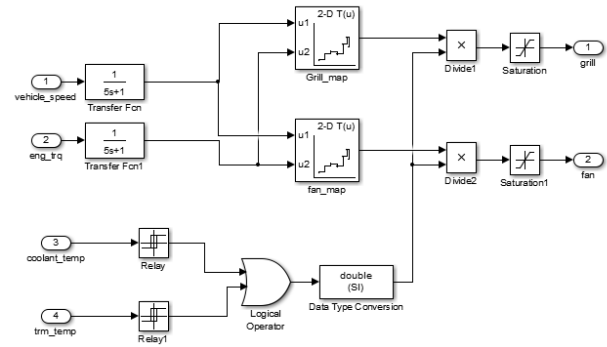 2-D T(u)
u1
u2
Grill_map
×
Divide1
Saturation
1
grill
1
vehicle_speed
1
5s+1
Transfer Fcn
2
eng_trq
1
5s+1
Transfer Fcn1
2-D T(u)
u1
u2
fan_map
×
Divide2
Saturation1
2
fan
3
coolant_temp
Relay
4
trm_temp
Relay1
Logical
Operator
double
(SI)
Data Type Conversion